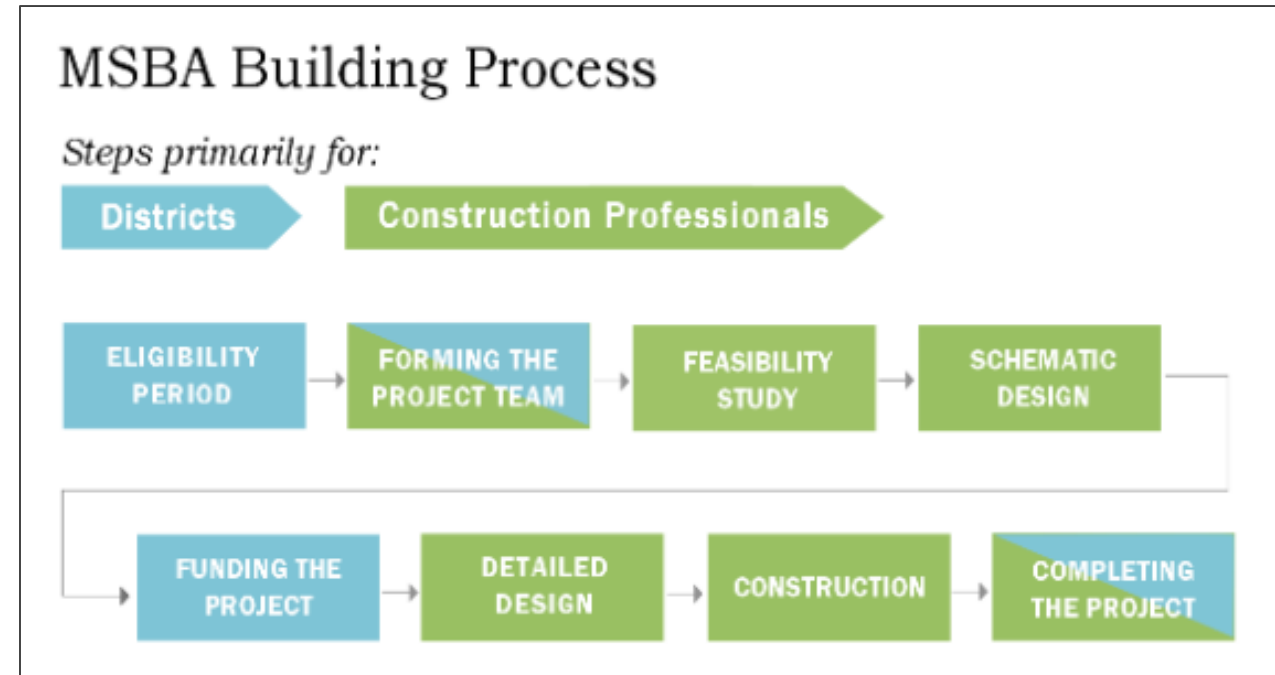 MSBA Building Process
Steps primarily for:
Districts
Construction Professionals
ELIGIBILITY
PERIOD
FORMING THE
PROJECT TEAM
FEASIBILITY
STUDY
SCHEMATIC
DESIGN
FUNDING THE
PROJECT
DETAILED
DESIGN
CONSTRUCTION
COMPLETING
THE PROJECT